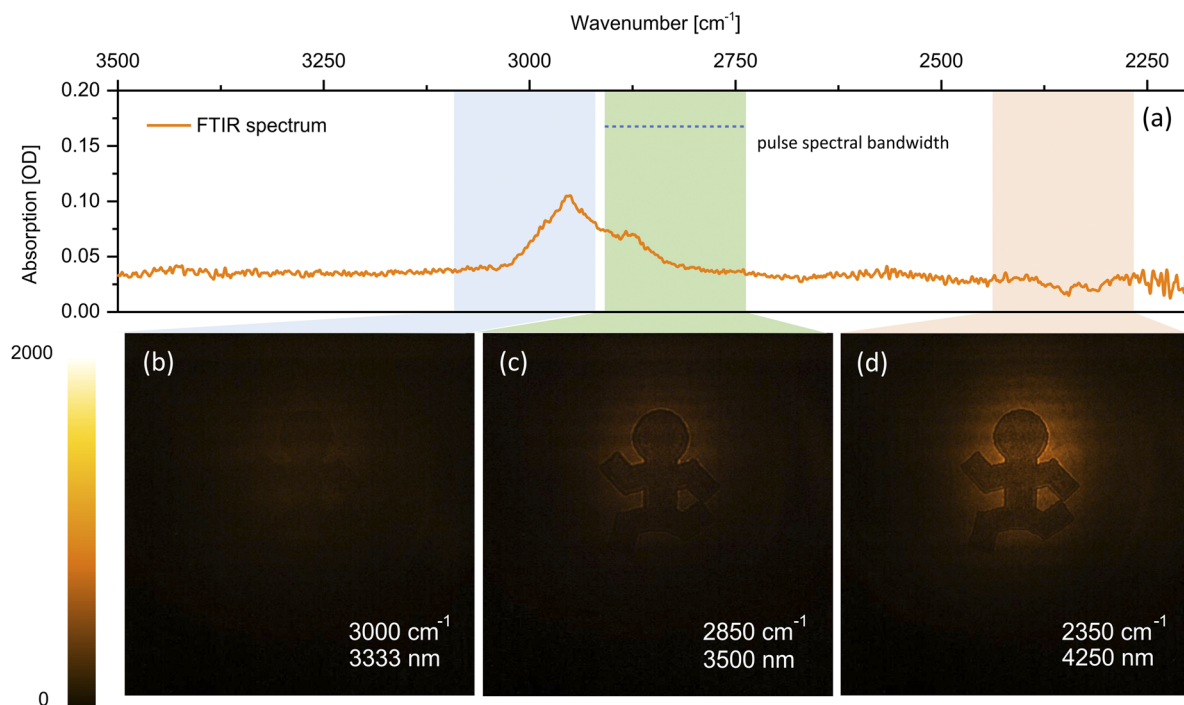 Wavenumber [cm⁻¹]
3500 3250 3000 2750 2500 2250
0.20
0.15
0.10
0.05
0.00
Absorption [OD]
FTIR spectrum
(a)
pulse spectral bandwidth
2000
0
(b)
3000 cm⁻¹
3333 nm
(c)
2850 cm⁻¹
3500 nm
(d)
2350 cm⁻¹
4250 nm